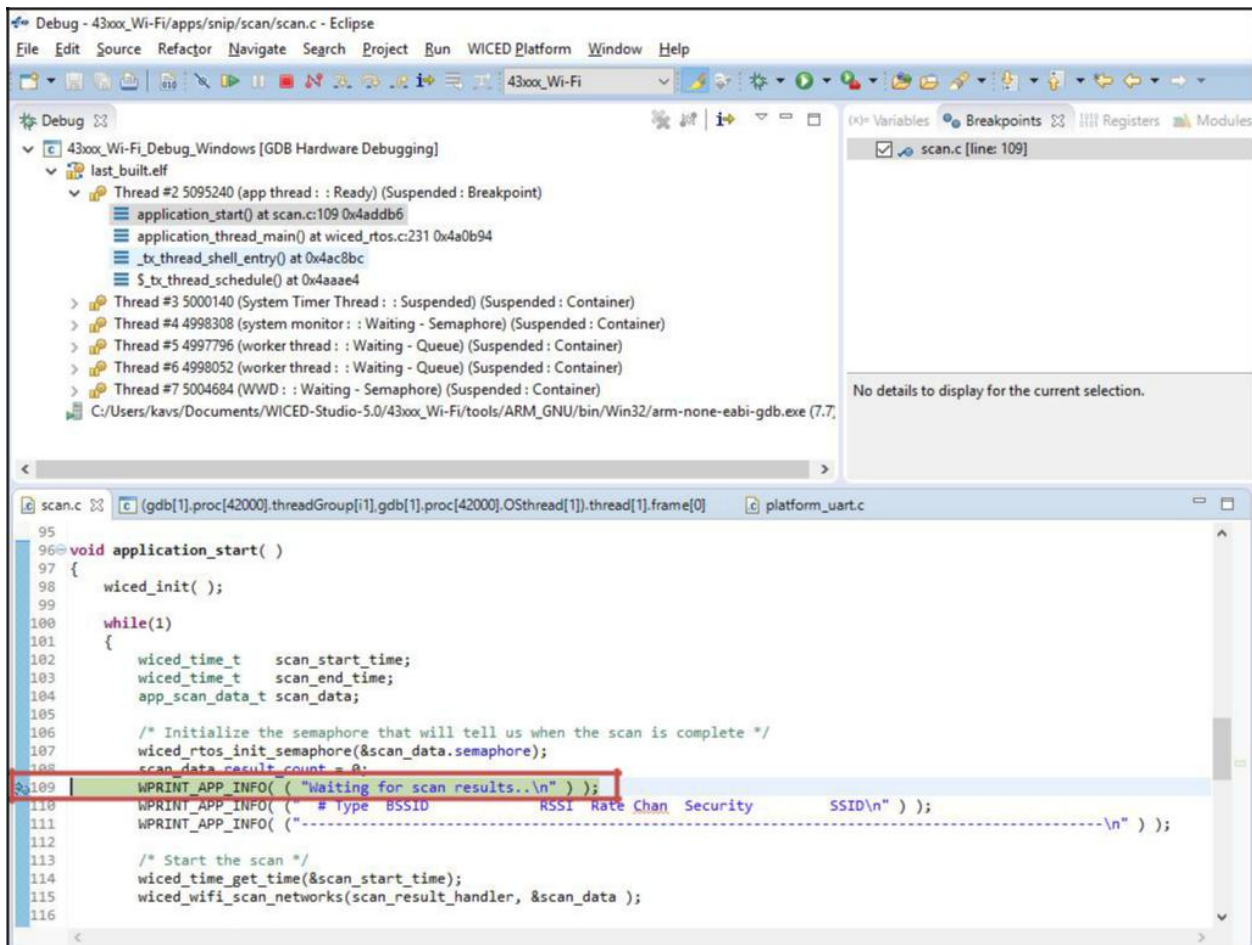 Debug - 43xxx_Wi-Fi/apps/snip/scan/scan.c - Eclipse
File Edit Source Refactor Navigate Search Project Run WICED Platform Window Help
43xxx_Wi-Fi
Debug
43xxx_Wi-Fi_Debug_Windows [GDB Hardware Debugging]
last_built.elf
Thread #2 5095240 (app thread : : Ready) (Suspended : Breakpoint)
application_start() at scan.c:109 0x4addb6
application_thread_main() at wiced_rtos.c:231 0x4a0b94
_tx_thread_shell_entry() at 0x4ac8bc
$_tx_thread_schedule() at 0x4aaae4
Thread #3 5000140 (System Timer Thread : : Suspended) (Suspended : Container)
Thread #4 4998308 (system monitor : : Waiting - Semaphore) (Suspended : Container)
Thread #5 4997796 (worker thread : : Waiting - Queue) (Suspended : Container)
Thread #6 4998052 (worker thread : : Waiting - Queue) (Suspended : Container)
Thread #7 5004684 (WWD : : Waiting - Semaphore) (Suspended : Container)
C:/Users/kavs/Documents/WICED-Studio-5.0/43xxx_Wi-Fi/tools/ARM_GNU/bin/Win32/arm-none-eabi-gdb.exe (7.7
(x)= Variables Breakpoints Registers Modules
scan.c [line: 109]
No details to display for the current selection.
scan.c (gdb[1].proc[42000].threadGroup[i1],gdb[1].proc[42000].OSthread[1]).thread[1].frame[0] platform_uart.c
95
96 void application_start( )
97 {
98 wiced_init( );
99
100 while(1)
101 {
102 wiced_time_t scan_start_time;
103 wiced_time_t scan_end_time;
104 app_scan_data_t scan_data;
105
106 /* Initialize the semaphore that will tell us when the scan is complete */
107 wiced_rtos_init_semaphore(&scan_data.semaphore);
108 scan_data.result_count = 0;
109 WPRINT_APP_INFO( ( "Waiting for scan results..\n" ) );
110 WPRINT_APP_INFO( (" # Type BSSID RSSI Rate Chan Security SSID\n" ) );
111 WPRINT_APP_INFO( ("----------------------------------------------------------------------------------------------------\n" ) );
112
113 /* Start the scan */
114 wiced_time_get_time(&scan_start_time);
115 wiced_wifi_scan_networks(scan_result_handler, &scan_data );
116